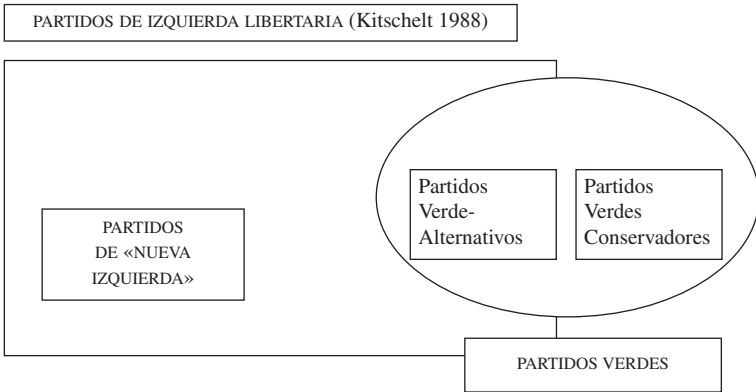 PARTIDOS DE IZQUIERDA LIBERTARIA (Kitschelt 1988)
Partidos
Verde-
Alternativos
Partidos
Verdes
Conservadores
PARTIDOS
DE «NUEVA
IZQUIERDA»
PARTIDOS VERDES